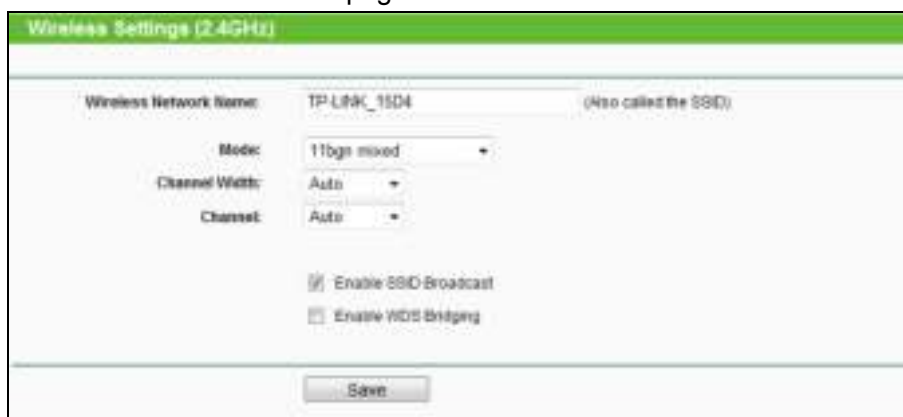 Wireless Settings (2.4GHz)
Wireless Network Name: TP-LINK_15D4 (Also called the SSID)
Mode: 11bgn mixed
Channel Width: Auto
Channel: Auto
Enable SSID Broadcast
Enable WDS Bridging
Save